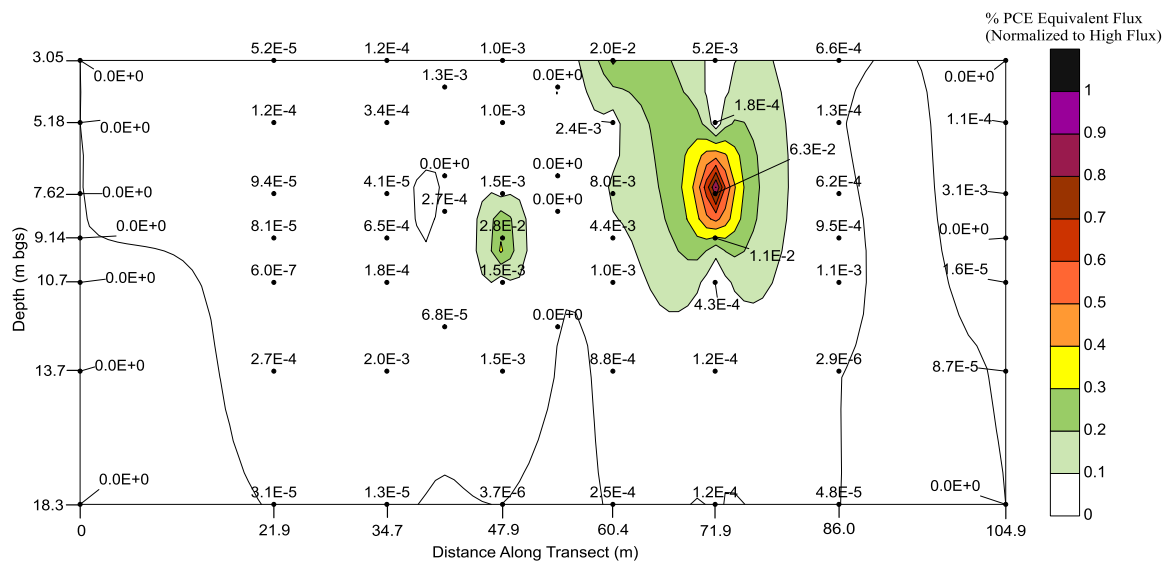 % PCE Equivalent Flux
(Normalized to High Flux)
5.2E-5 1.2E-4 1.0E-3 2.0E-2 5.2E-3 6.6E-4
3.05 0.0E+0 1.3E-3 0.0E+0 0.0E+0
1
1.2E-4 3.4E-4 1.0E-3 1.8E-4 1.3E-4 1.1E-4
5.18 0.0E+0 2.4E-3
0.9
6.3E-2
0.8
0.0E+0 0.0E+0
9.4E-5 4.1E-5 1.5E-3 8.0E-3 6.2E-4 3.1E-3
7.62 0.0E+0 2.7E-4 0.0E+0
0.7
8.1E-5 6.5E-4 2.8E-2 4.4E-3 9.5E-4 0.0E+0
9.14 0.0E+0
0.6
1.1E-2
6.0E-7 1.8E-4 1.5E-3 1.0E-3 1.1E-3 1.6E-5
10.7 0.0E+0
0.5
4.3E-4
6.8E-5 0.0E+0
0.4
2.7E-4 2.0E-3 1.5E-3 8.8E-4 1.2E-4 2.9E-6
13.7 0.0E+0 8.7E-5
0.3
0.2
0.1
0.0E+0 0.0E+0
3.1E-5 1.3E-5 3.7E-6 2.5E-4 1.2E-4 4.8E-5
18.3
0
0 21.9 34.7 47.9 60.4 71.9 86.0 104.9
Depth (m bgs)
Distance Along Transect (m)